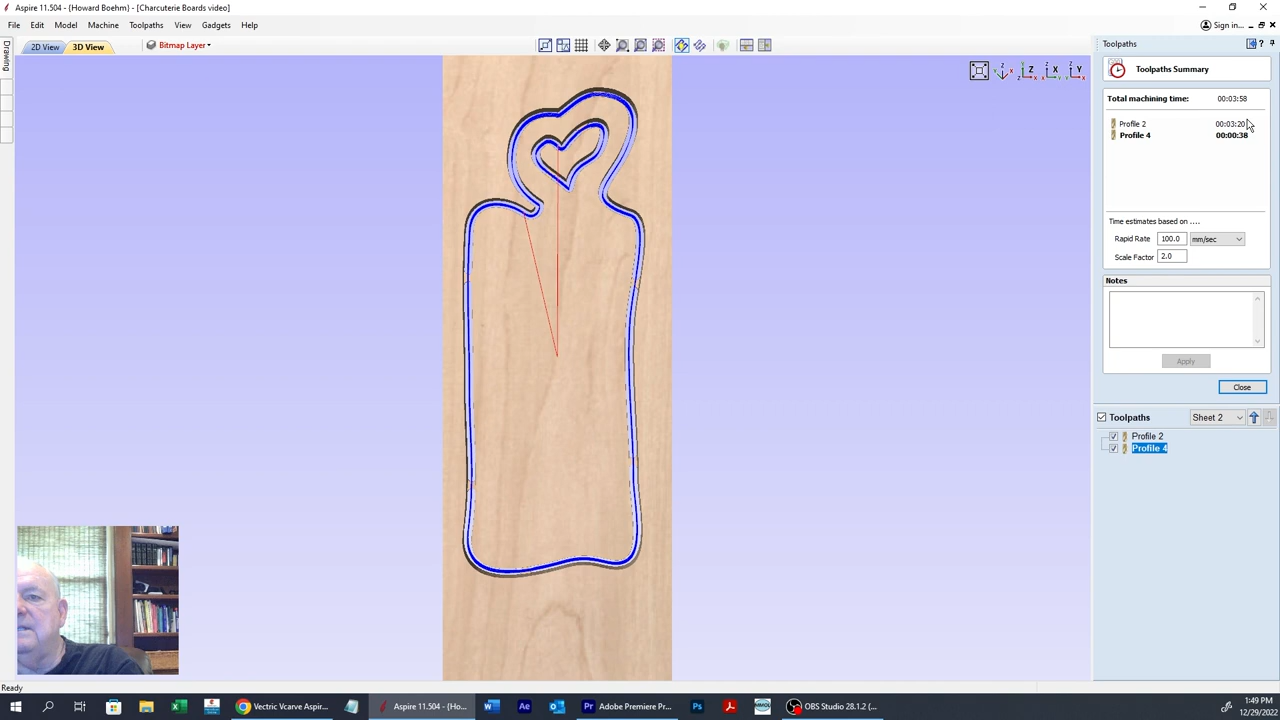 Aspire 11.504 - {Howard Boehm} - [Charcuterie Boards video]
File Edit Model Machine Toolpaths View Gadgets Help
Sign in...
2D View 3D View Bitmap Layer
Drawing
Z X Y
Toolpaths
Toolpaths Summary
Total machining time: 00:03:58
Profile 2 00:03:20
Profile 4 00:00:38
Time estimates based on ....
Rapid Rate 100.0 mm/sec
Scale Factor 2.0
Notes
Apply
Close
Toolpaths Sheet 2
Profile 2
Profile 4
Ready
Vectric Vcarve Aspir...
Aspire 11.504 - {Ho...
Adobe Premiere Pr...
OBS Studio 28.1.2 (...
1:49 PM
12/29/2022